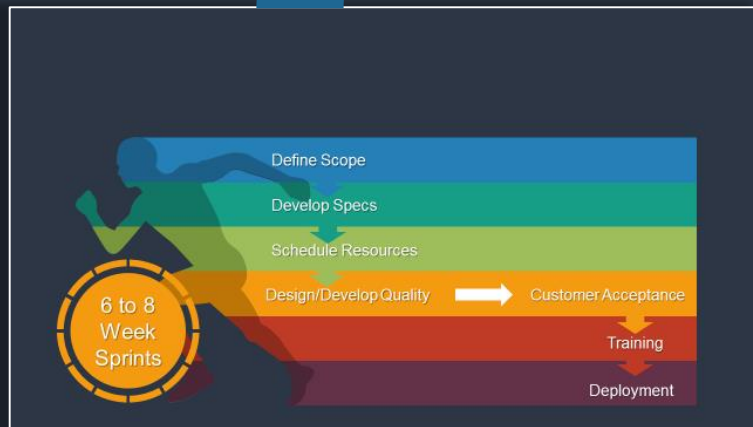 Define Scope
Develop Specs
Schedule Resources
Design/Develop Quality
Customer Acceptance
6 to 8
Week
Sprints
Training
Deployment